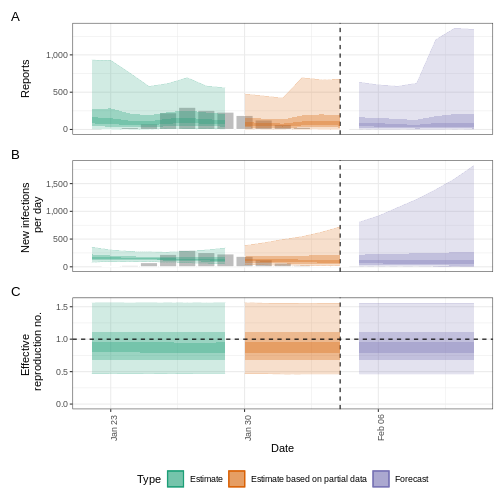 A
Reports
1,000
500
0
B
New infections
per day
1,500
1,000
500
0
C
Effective
reproduction no.
1.5
1.0
0.5
0.0
Jan 23
Jan 30
Feb 06
Date
Type
Estimate
Estimate based on partial data
Forecast